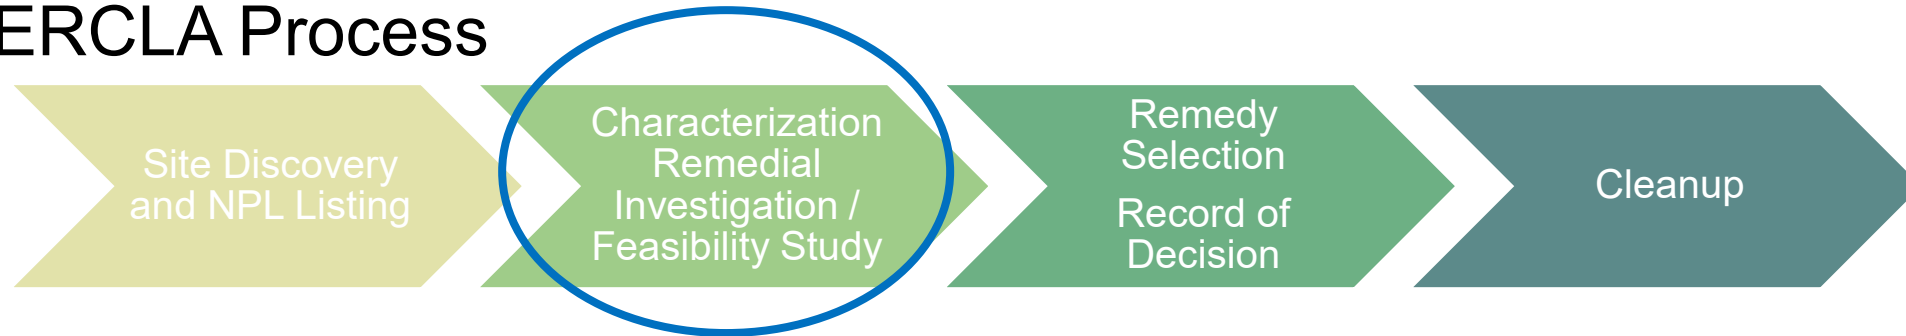 ERCLA Process
Site Discovery
and NPL Listing
Characterization
Remedial
Investigation /
Feasibility Study
Remedy
Selection
Record of
Decision
Cleanup